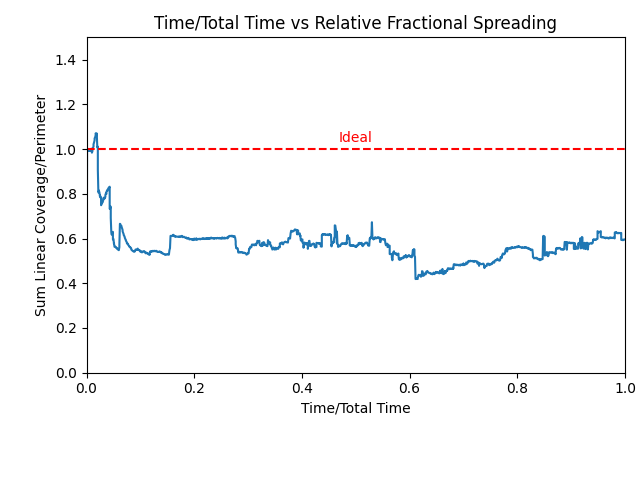 Time/Total Time vs Relative Fractional Spreading
Sum Linear Coverage/Perimeter
1.4
1.2
1.0
0.8
0.6
0.4
0.2
0.0
Ideal
0.0 0.2 0.4 0.6 0.8 1.0
Time/Total Time